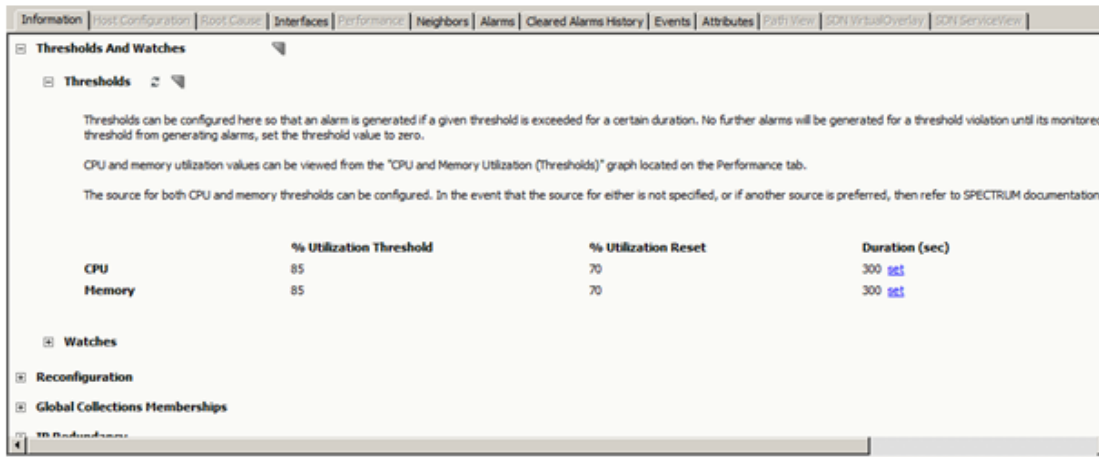 Information Host Configuration Root Cause Interfaces Performance Neighbors Alarms Cleared Alarms History Events Attributes Path View SDN VirtualOverlay SDN ServiceView
Thresholds And Watches
Thresholds
Thresholds can be configured here so that an alarm is generated if a given threshold is exceeded for a certain duration. No further alarms will be generated for a threshold violation until its monitored
threshold from generating alarms, set the threshold value to zero.
CPU and memory utilization values can be viewed from the "CPU and Memory Utilization (Thresholds)" graph located on the Performance tab.
The source for both CPU and memory thresholds can be configured. In the event that the source for either is not specified, or if another source is preferred, then refer to SPECTRUM documentation
% Utilization Threshold % Utilization Reset Duration (sec)
CPU 85 70 300 set
Memory 85 70 300 set
Watches
Reconfiguration
Global Collections Memberships
IP Redundancy